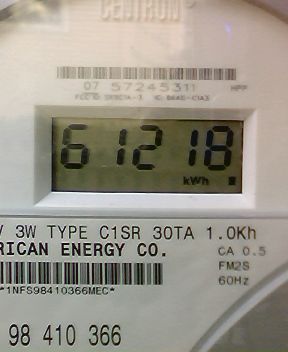 CENTRON
07 57245311 HPP
61218
kWh
V 3W TYPE C1SR 30TA 1.0Kh
RICAN ENERGY CO.
CA 0.5
FM2S
60Hz
*1NFS98410366MEC*
98 410 366